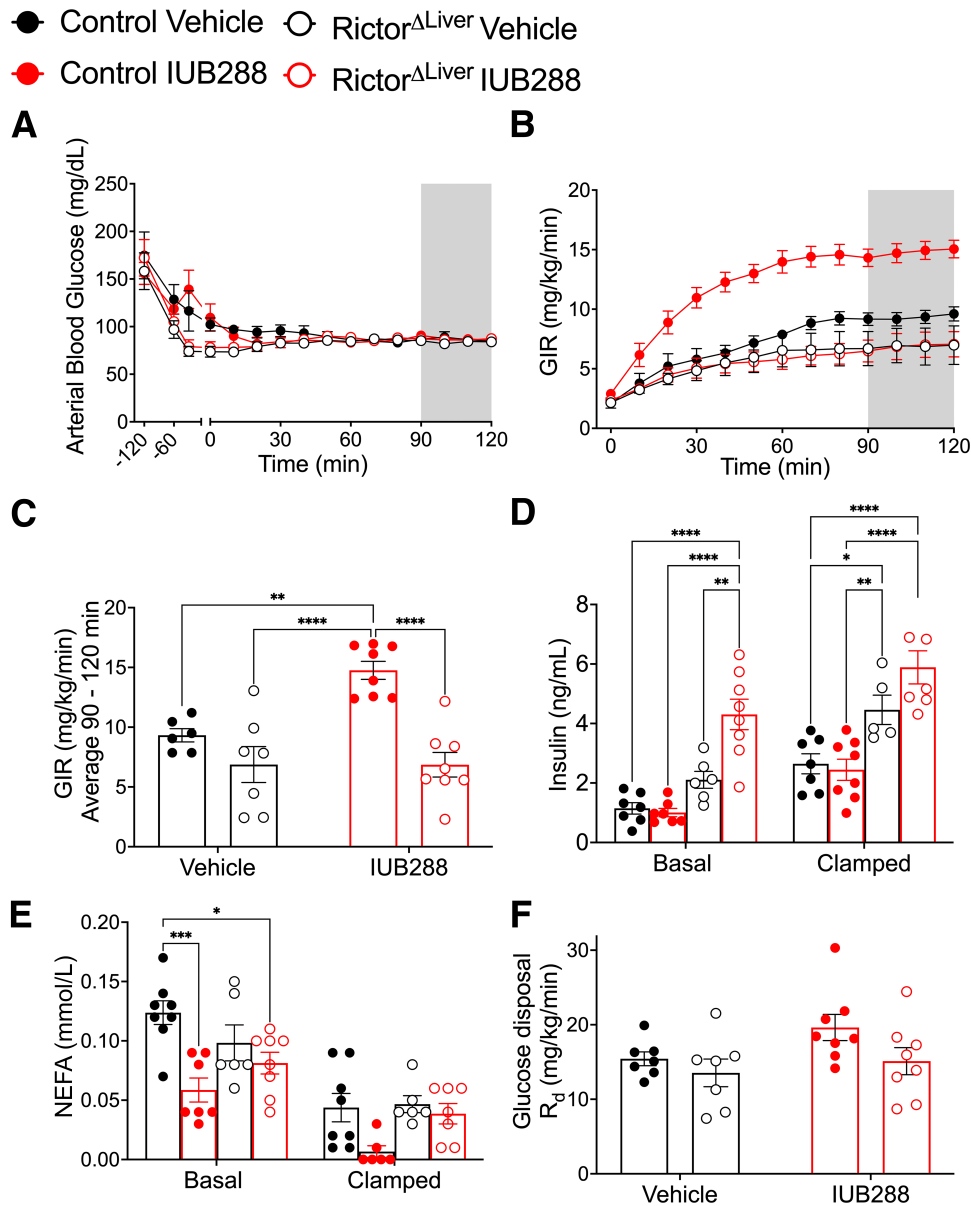 Control Vehicle
Rictor^ΔLiver Vehicle
Control IUB288
Rictor^ΔLiver IUB288
A
B
Arterial Blood Glucose (mg/dL)
250
200
150
100
50
0
-120
-60
0
30
60
90
120
Time (min)
GIR (mg/kg/min)
20
15
10
5
0
0
30
60
90
120
Time (min)
C
D
GIR (mg/kg/min)
Average 90 - 120 min
20
15
10
5
0
**
****
****
Vehicle
IUB288
Insulin (ng/mL)
8
6
4
2
0
****
****
**
****
****
*
**
Basal
Clamped
E
F
NEFA (mmol/L)
0.20
0.15
0.10
0.05
0.00
*
***
Basal
Clamped
Glucose disposal
Rd (mg/kg/min)
30
20
10
0
Vehicle
IUB288